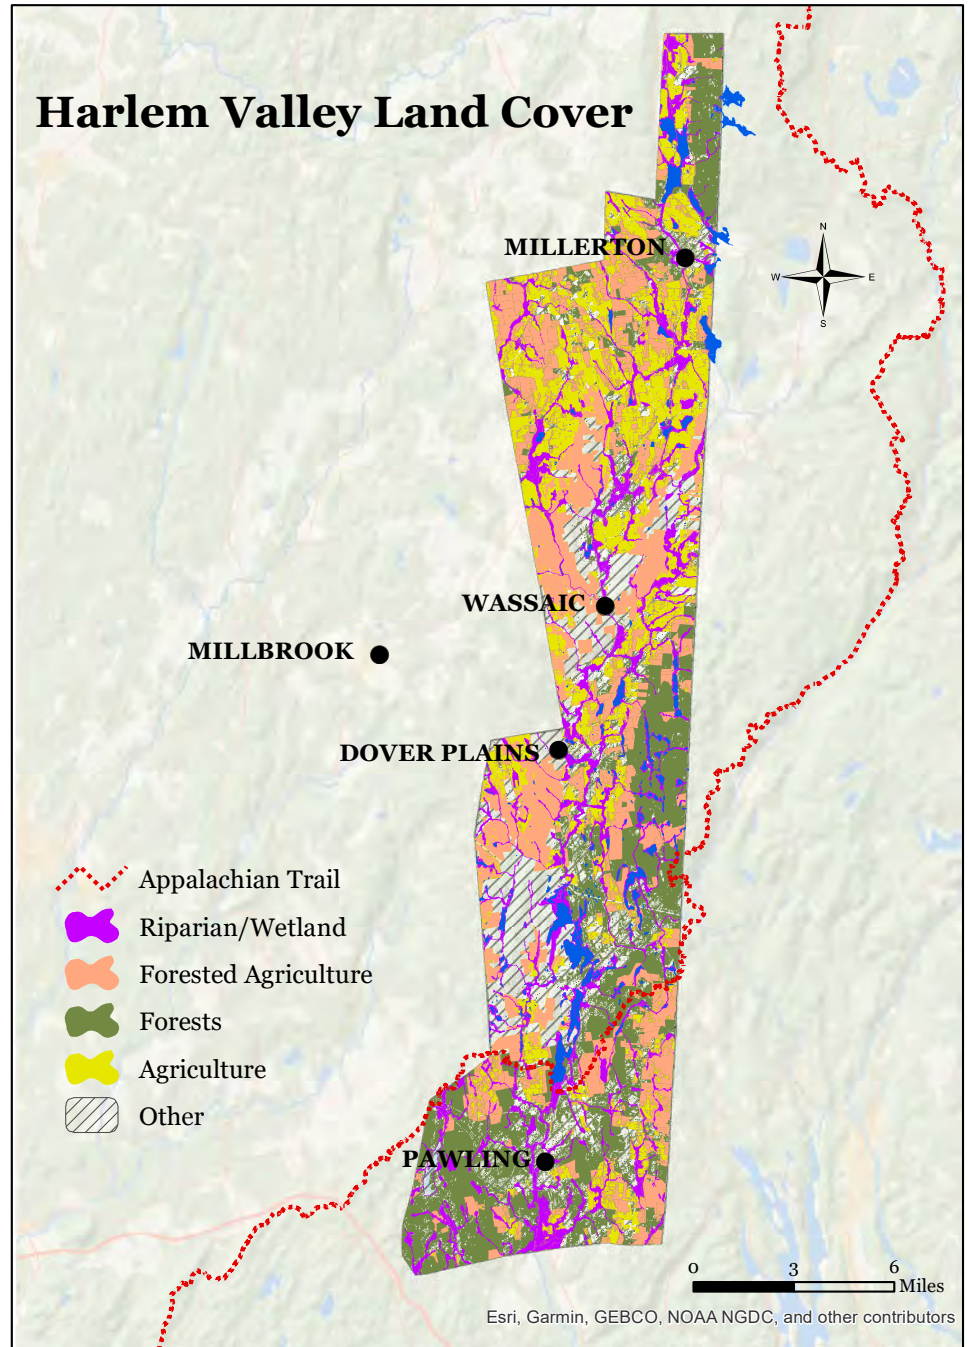 Harlem Valley Land Cover
MILLERTON
N
W E
S
WASSAIC
MILLBROOK
DOVER PLAINS
Appalachian Trail
Riparian/Wetland
Forested Agriculture
Forests
Agriculture
Other
PAWLING
0 3 6
Miles
Esri, Garmin, GEBCO, NOAA NGDC, and other contributors